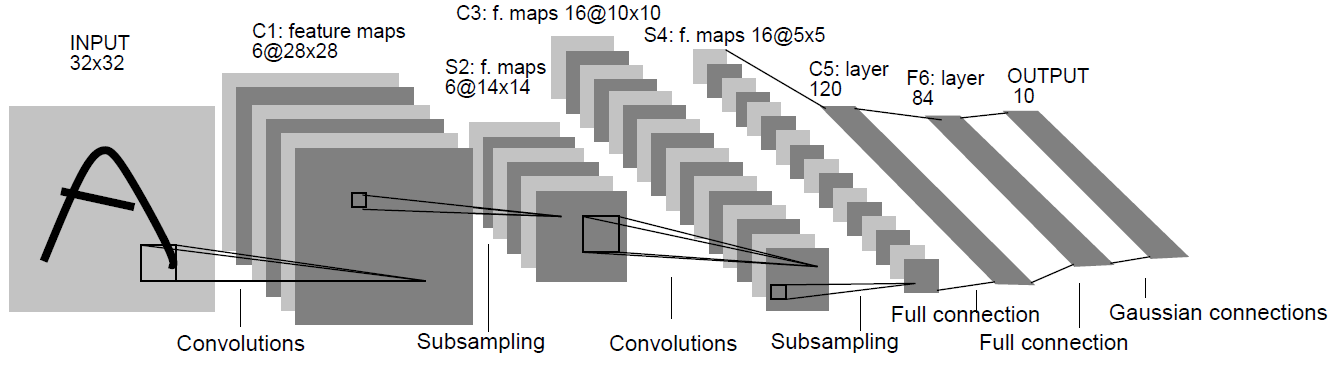 INPUT
32x32
C1: feature maps
6@28x28
S2: f. maps
6@14x14
C3: f. maps 16@10x10
S4: f. maps 16@5x5
C5: layer
120
F6: layer
84
OUTPUT
10
Convolutions
Subsampling
Convolutions
Subsampling
Full connection
Full connection
Gaussian connections